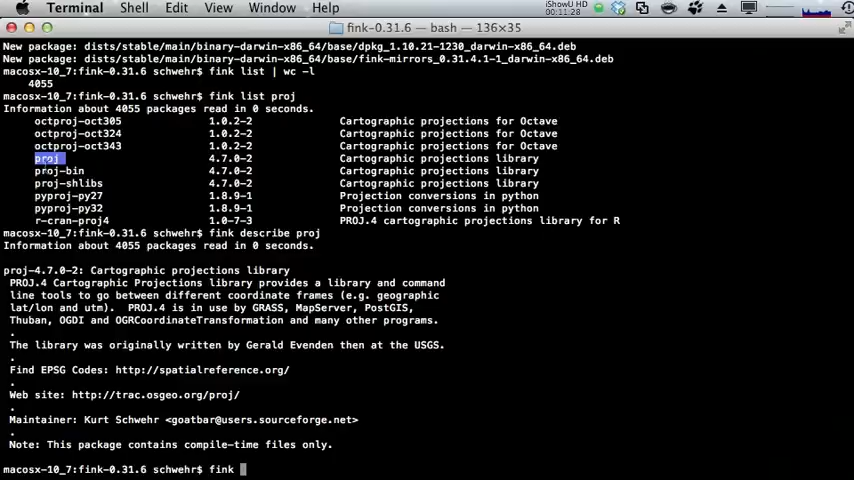 Terminal Shell Edit View Window Help
iShowU HD
00:11:28
fink-0.31.6 — bash — 136×35
New package: dists/stable/main/binary-darwin-x86_64/base/dpkg_1.10.21-1230_darwin-x86_64.deb
New package: dists/stable/main/binary-darwin-x86_64/base/fink-mirrors_0.31.4.1-1_darwin-x86_64.deb
macosx-10_7:fink-0.31.6 schwehr$ fink list | wc -l
4055
macosx-10_7:fink-0.31.6 schwehr$ fink list proj
Information about 4055 packages read in 0 seconds.
octproj-oct305 1.0.2-2 Cartographic projections for Octave
octproj-oct324 1.0.2-2 Cartographic projections for Octave
octproj-oct343 1.0.2-2 Cartographic projections for Octave
proj 4.7.0-2 Cartographic projections library
proj-bin 4.7.0-2 Cartographic projections library
proj-shlibs 4.7.0-2 Cartographic projections library
pyproj-py27 1.8.9-1 Projection conversions in python
pyproj-py32 1.8.9-1 Projection conversions in python
r-cran-proj4 1.0-7-3 PROJ.4 cartographic projections library for R
macosx-10_7:fink-0.31.6 schwehr$ fink describe proj
Information about 4055 packages read in 0 seconds.
proj-4.7.0-2: Cartographic projections library
PROJ.4 Cartographic Projections library provides a library and command
line tools to go between different coordinate frames (e.g. geographic
lat/lon and utm). PROJ.4 is in use by GRASS, MapServer, PostGIS,
Thuban, OGDI and OGRCoordinateTransformation and many other programs.
.
The library was originally written by Gerald Evenden then at the USGS.
.
Find EPSG Codes: http://spatialreference.org/
.
Web site: http://trac.osgeo.org/proj/
.
Maintainer: Kurt Schwehr <goatbar@users.sourceforge.net>
.
Note: This package contains compile-time files only.
macosx-10_7:fink-0.31.6 schwehr$ fink